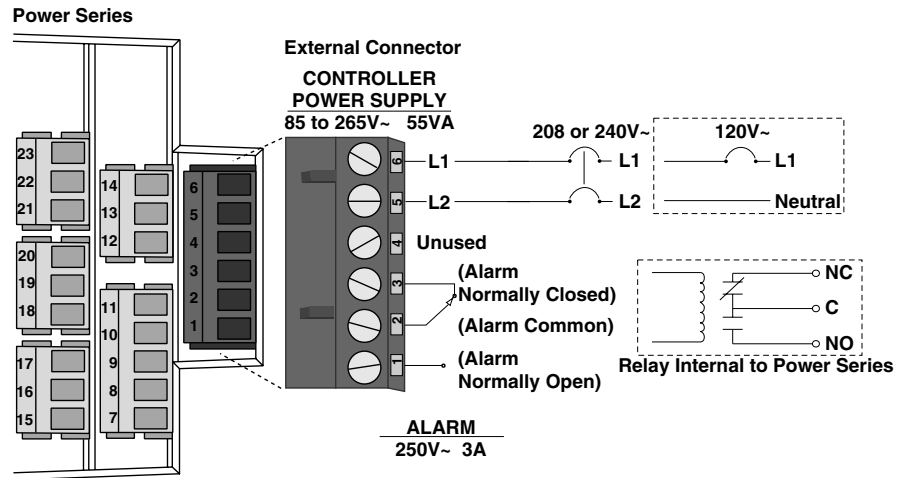 Power Series
External Connector
CONTROLLER
POWER SUPPLY
85 to 265V~ 55VA
208 or 240V~
120V~
23
22
21
20
19
18
17
16
15
14
13
12
11
10
9
8
7
6
5
4
3
2
1
6
L1
L1
L1
5
L2
L2
Neutral
4
Unused
3
(Alarm
Normally Closed)
2
(Alarm Common)
1
(Alarm
Normally Open)
NC
C
NO
Relay Internal to Power Series
ALARM
250V~ 3A